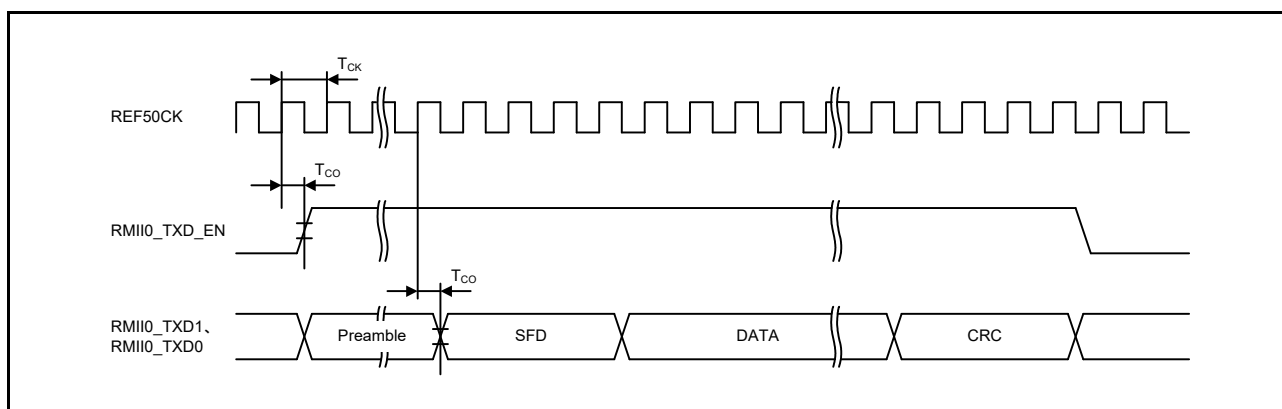 TCK
REF50CK
TCO
RMII0_TXD_EN
TCO
RMII0_TXD1、
RMII0_TXD0
Preamble
SFD
DATA
CRC